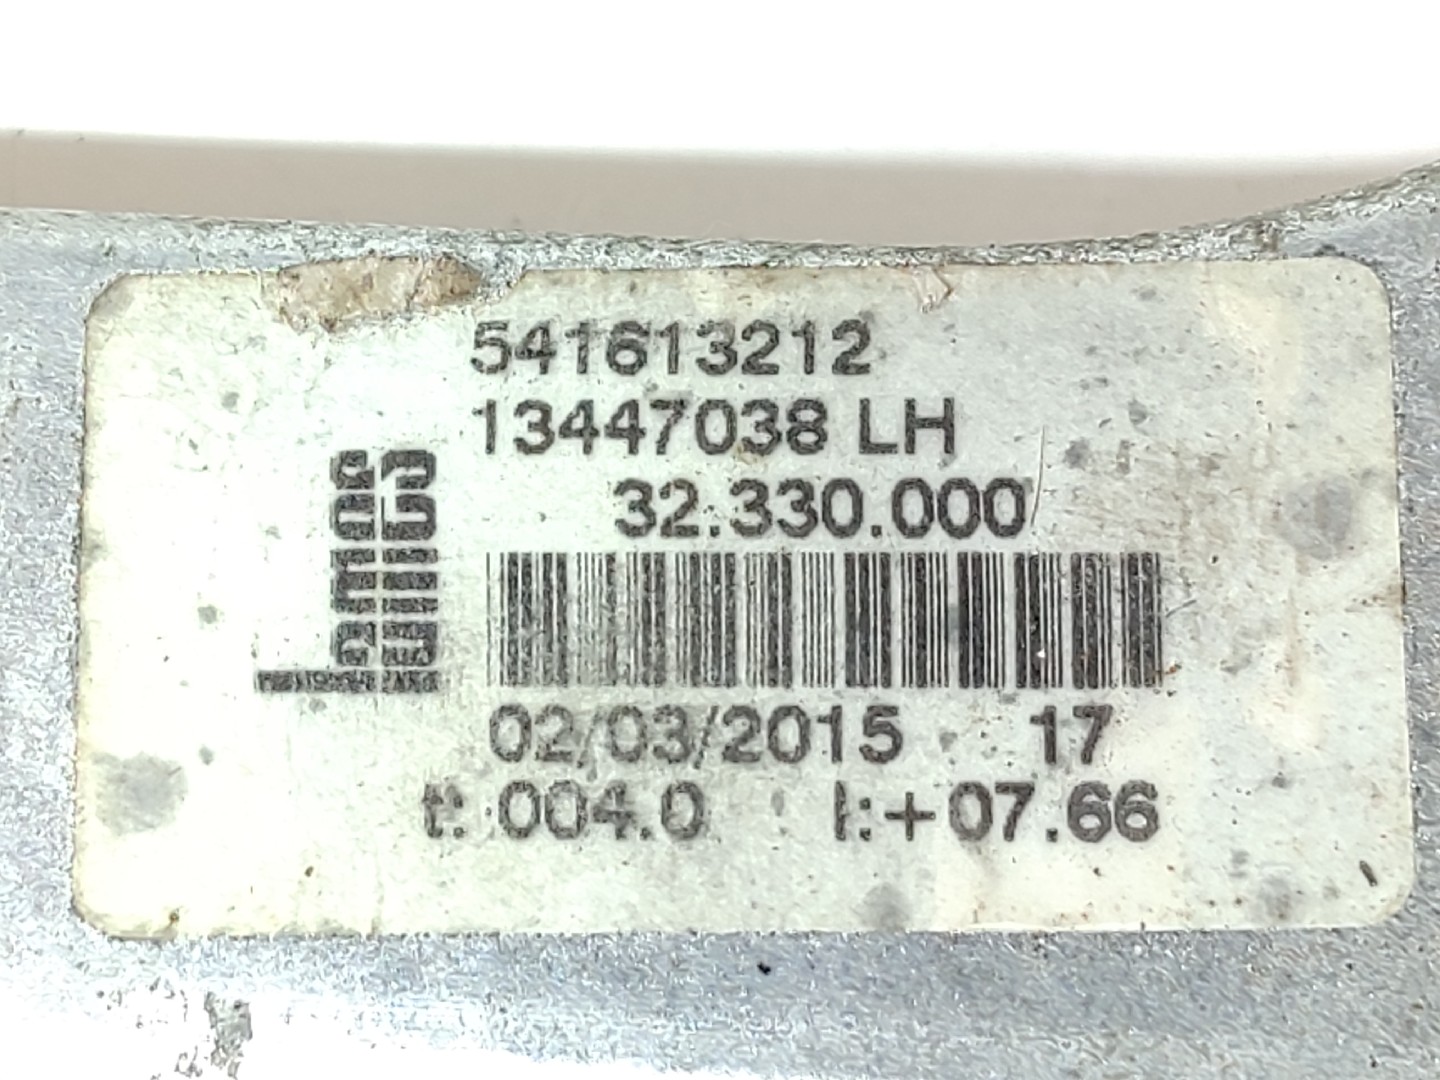 541613212
13447038 LH
32.330.000
02/03/2015 17
t: 004.0 l:+07.66